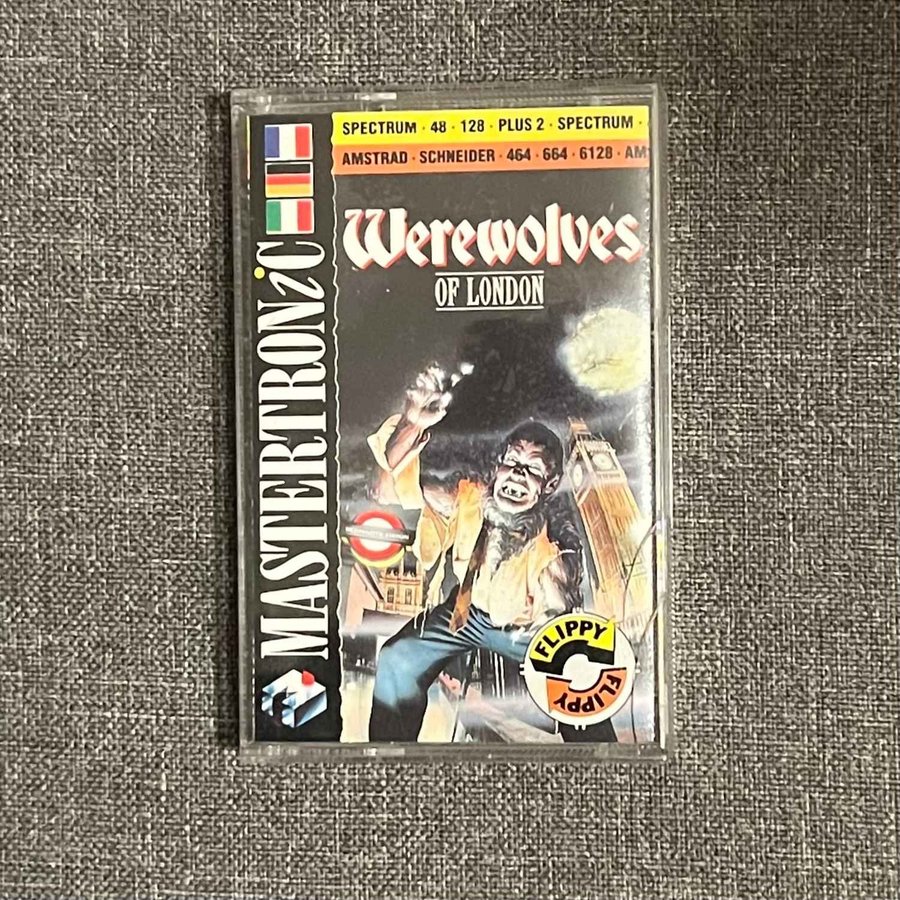 SPECTRUM · 48 · 128 · PLUS 2 · SPECTRUM ·
AMSTRAD · SCHNEIDER · 464 · 664 · 6128 · AM
MASTERTRONiC
Werewolves
OF LONDON
FLIPPY
FLIPPY